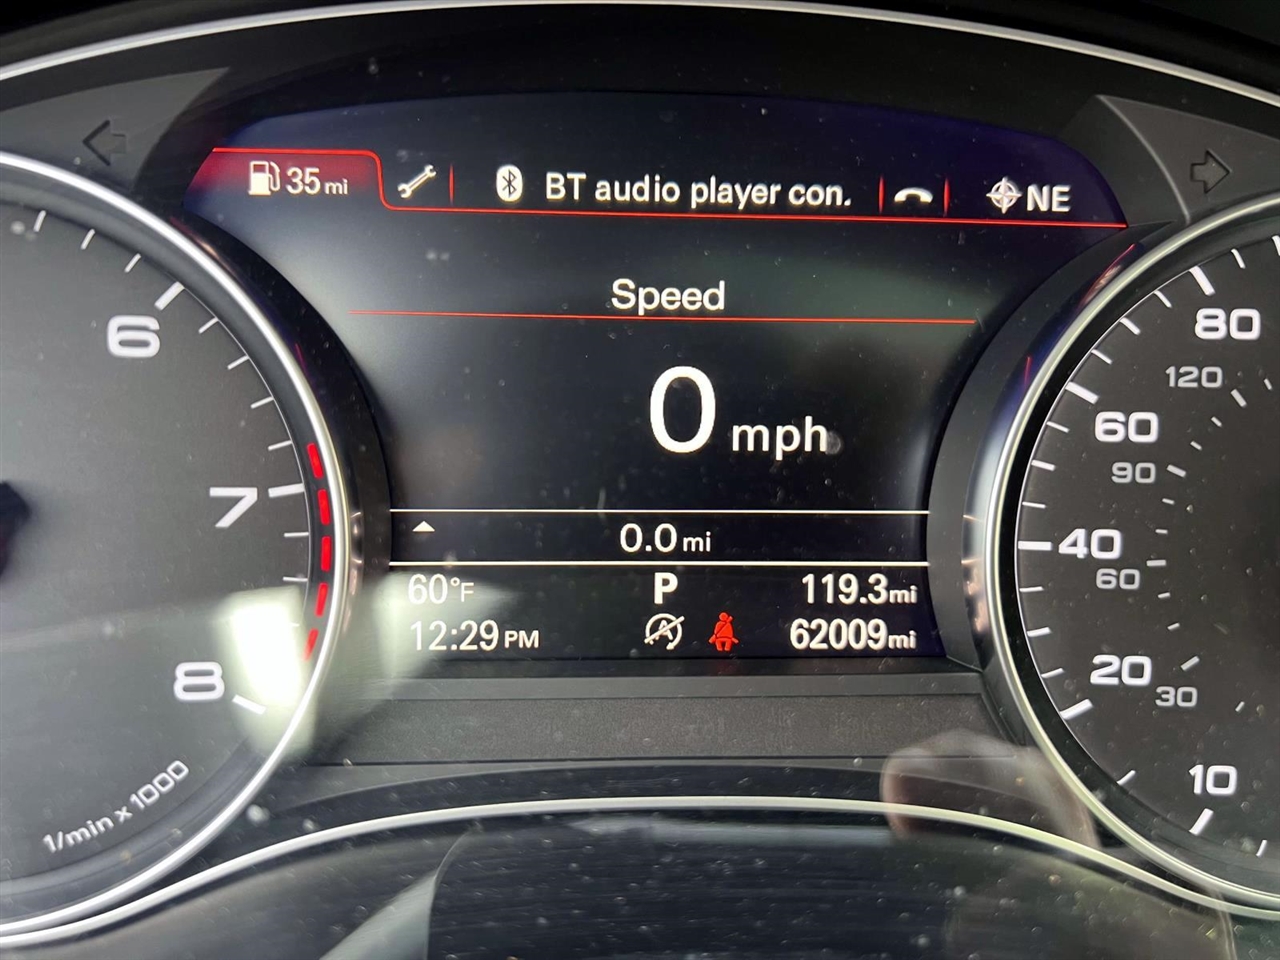 35 mi
BT audio player con.
NE
Speed
0 mph
0.0 mi
60°F P 119.3 mi
12:29 PM A 62009 mi
6
7
8
1/min x 1000
80
120
60
90
40
60
20
30
10